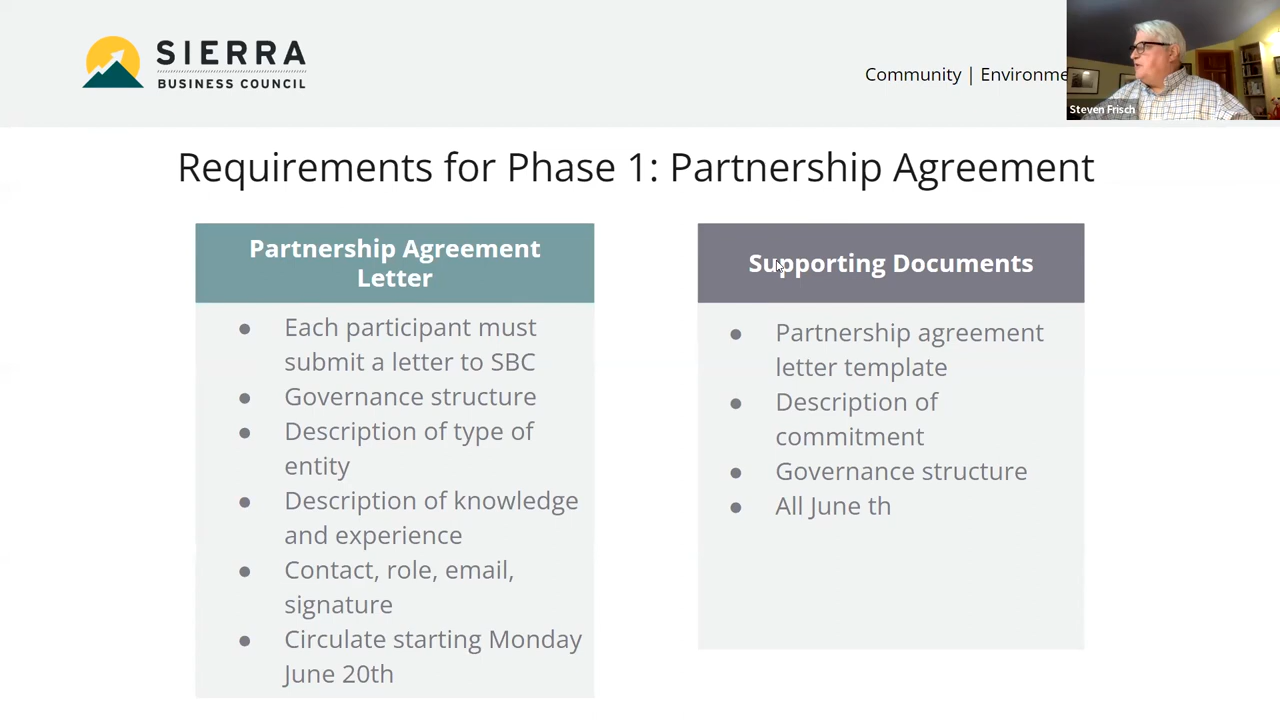 SIERRA
BUSINESS COUNCIL
Community | Environme
Steven Frisch
Requirements for Phase 1: Partnership Agreement
Partnership Agreement
Letter
● Each participant must
submit a letter to SBC
● Governance structure
● Description of type of
entity
● Description of knowledge
and experience
● Contact, role, email,
signature
● Circulate starting Monday
June 20th
Supporting Documents
● Partnership agreement
letter template
● Description of
commitment
● Governance structure
● All June th